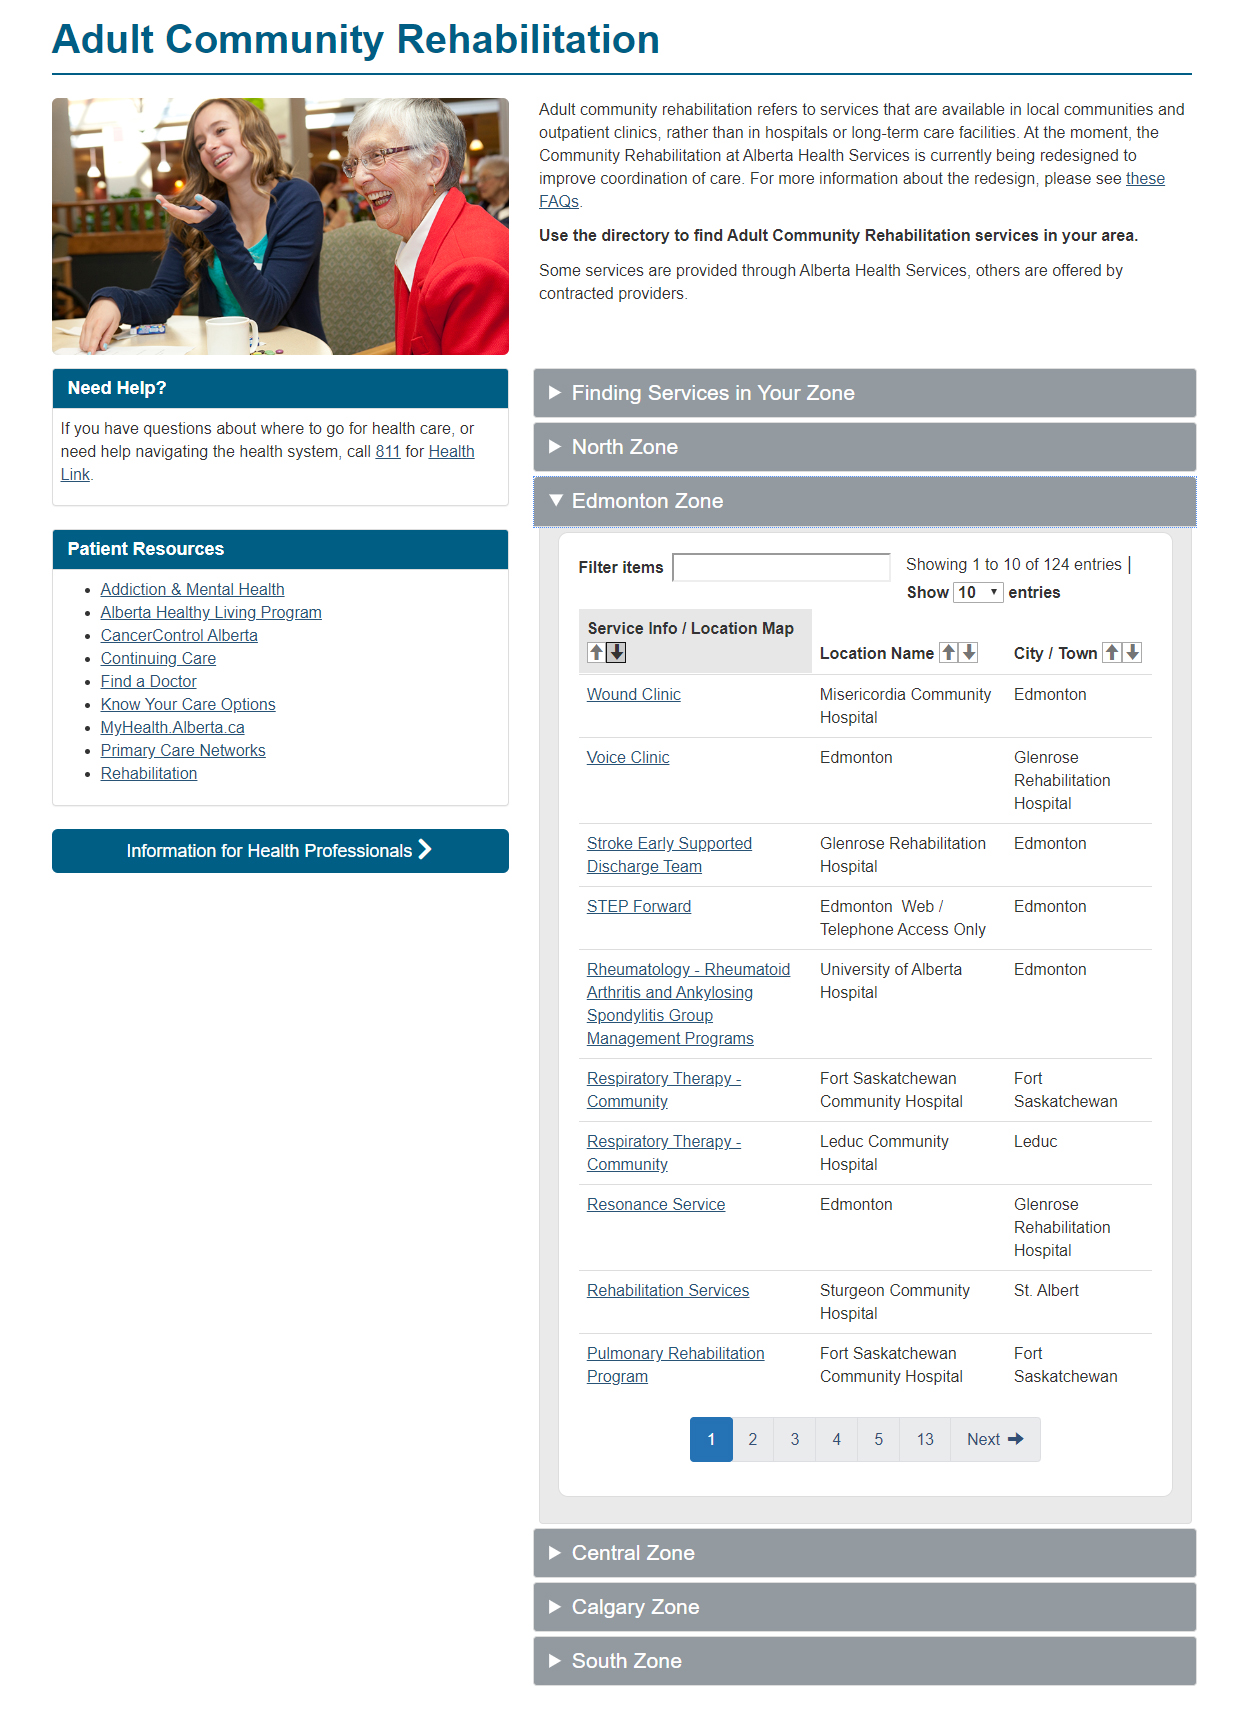 Adult Community Rehabilitation
Adult community rehabilitation refers to services that are available in local communities and
outpatient clinics, rather than in hospitals or long-term care facilities. At the moment, the
Community Rehabilitation at Alberta Health Services is currently being redesigned to
improve coordination of care. For more information about the redesign, please see these
FAQs.
Use the directory to find Adult Community Rehabilitation services in your area.
Some services are provided through Alberta Health Services, others are offered by
contracted providers.
Need Help?
If you have questions about where to go for health care, or
need help navigating the health system, call 811 for Health
Link.
Patient Resources
Addiction & Mental Health
Alberta Healthy Living Program
CancerControl Alberta
Continuing Care
Find a Doctor
Know Your Care Options
MyHealth.Alberta.ca
Primary Care Networks
Rehabilitation
Information for Health Professionals
Finding Services in Your Zone
North Zone
Edmonton Zone
Filter items
Showing 1 to 10 of 124 entries |
Show 10 entries
Service Info / Location Map
Location Name
City / Town
Wound Clinic
Misericordia Community
Hospital
Edmonton
Voice Clinic
Edmonton
Glenrose
Rehabilitation
Hospital
Stroke Early Supported
Discharge Team
Glenrose Rehabilitation
Hospital
Edmonton
STEP Forward
Edmonton  Web /
Telephone Access Only
Edmonton
Rheumatology - Rheumatoid
Arthritis and Ankylosing
Spondylitis Group
Management Programs
University of Alberta
Hospital
Edmonton
Respiratory Therapy -
Community
Fort Saskatchewan
Community Hospital
Fort
Saskatchewan
Respiratory Therapy -
Community
Leduc Community
Hospital
Leduc
Resonance Service
Edmonton
Glenrose
Rehabilitation
Hospital
Rehabilitation Services
Sturgeon Community
Hospital
St. Albert
Pulmonary Rehabilitation
Program
Fort Saskatchewan
Community Hospital
Fort
Saskatchewan
1 2 3 4 5 13 Next
Central Zone
Calgary Zone
South Zone